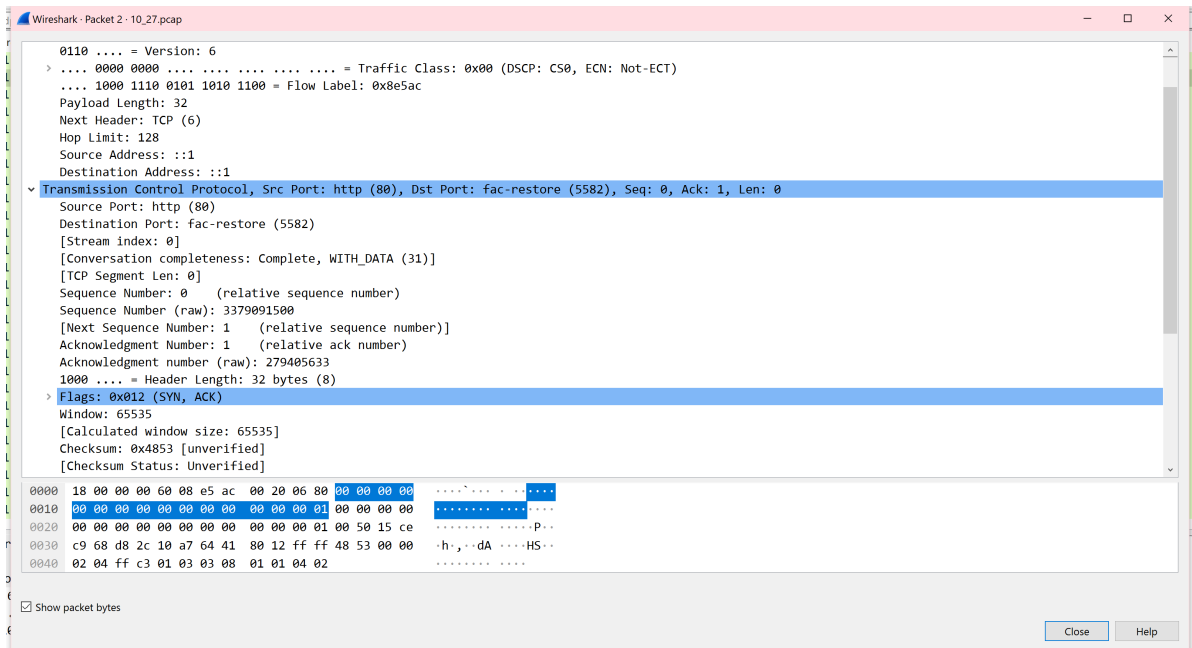 Wireshark · Packet 2 · 10_27.pcap
0110 .... = Version: 6
.... 0000 0000 .... .... .... .... .... = Traffic Class: 0x00 (DSCP: CS0, ECN: Not-ECT)
.... 1000 1110 0101 1010 1100 = Flow Label: 0x8e5ac
Payload Length: 32
Next Header: TCP (6)
Hop Limit: 128
Source Address: ::1
Destination Address: ::1
Transmission Control Protocol, Src Port: http (80), Dst Port: fac-restore (5582), Seq: 0, Ack: 1, Len: 0
Source Port: http (80)
Destination Port: fac-restore (5582)
[Stream index: 0]
[Conversation completeness: Complete, WITH_DATA (31)]
[TCP Segment Len: 0]
Sequence Number: 0    (relative sequence number)
Sequence Number (raw): 3379091500
[Next Sequence Number: 1    (relative sequence number)]
Acknowledgment Number: 1    (relative ack number)
Acknowledgment number (raw): 279405633
1000 .... = Header Length: 32 bytes (8)
Flags: 0x012 (SYN, ACK)
Window: 65535
[Calculated window size: 65535]
Checksum: 0x4853 [unverified]
[Checksum Status: Unverified]
0000  18 00 00 00 60 08 e5 ac  00 20 06 80 00 00 00 00  ····`··· · ······
0010  00 00 00 00 00 00 00 00  00 00 00 01 00 00 00 00  ········ ········
0020  00 00 00 00 00 00 00 00  00 00 00 01 00 50 15 ce  ········ ·····P··
0030  c9 68 d8 2c 10 a7 64 41  80 12 ff ff 48 53 00 00  ·h·,··dA ····HS··
0040  02 04 ff c3 01 03 03 08  01 01 04 02  ········ ····
Show packet bytes
Close Help